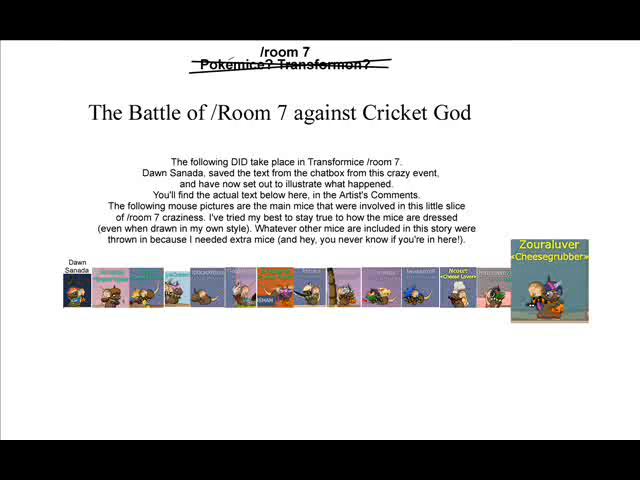 /room 7
Pokémice? Transformon?
The Battle of /Room 7 against Cricket God
The following DID take place in Transformice /room 7.
Dawn Sanada, saved the text from the chatbox from this crazy event,
and have now set out to illustrate what happened.
You'll find the actual text below here, in the Artist's Comments.
The following mouse pictures are the main mice that were involved in this little slice
of /room 7 craziness. I've tried my best to stay true to how the mice are dressed
(even when drawn in my own style). Whatever other mice are included in this story were
thrown in because I needed extra mice (and hey, you never know if you're in here!).
Dawn
Sanada
Ncourt
«Cheese Lover»
Zouraluver
«Cheesegrubber»